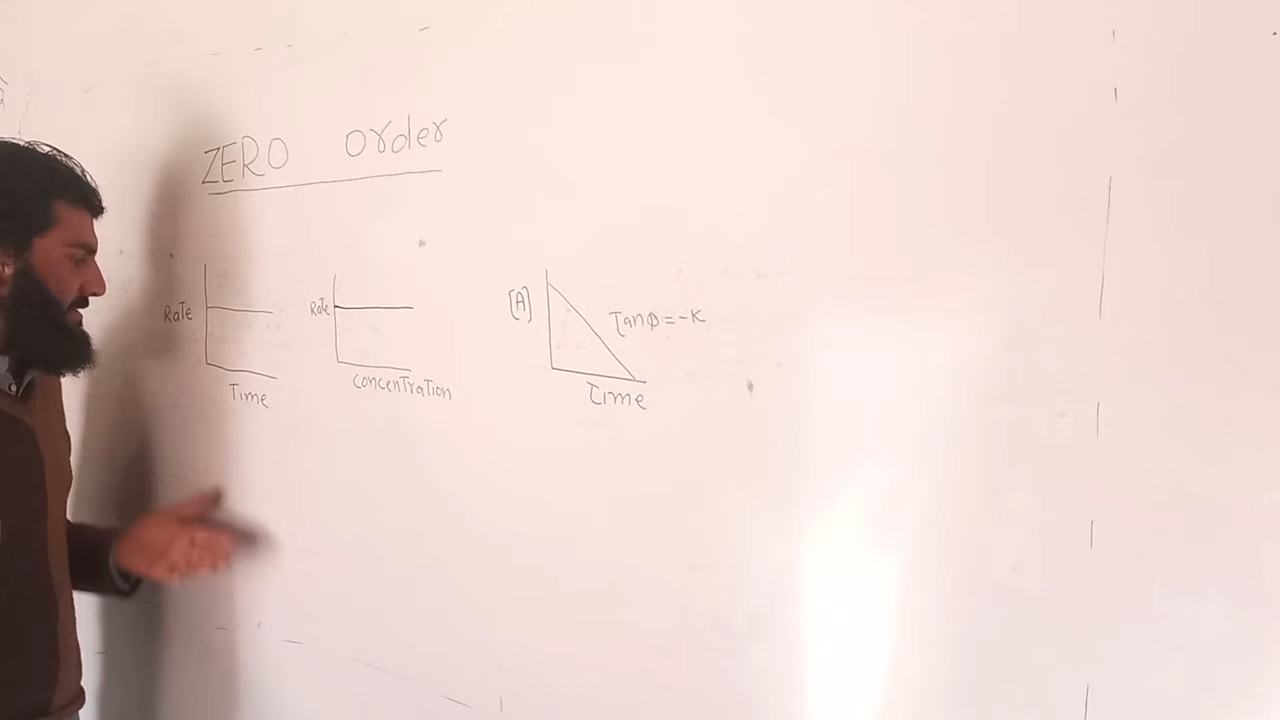 ZERO Order
Rate
Time
Rate
Concentration
[A]
Tanφ=-K
Time